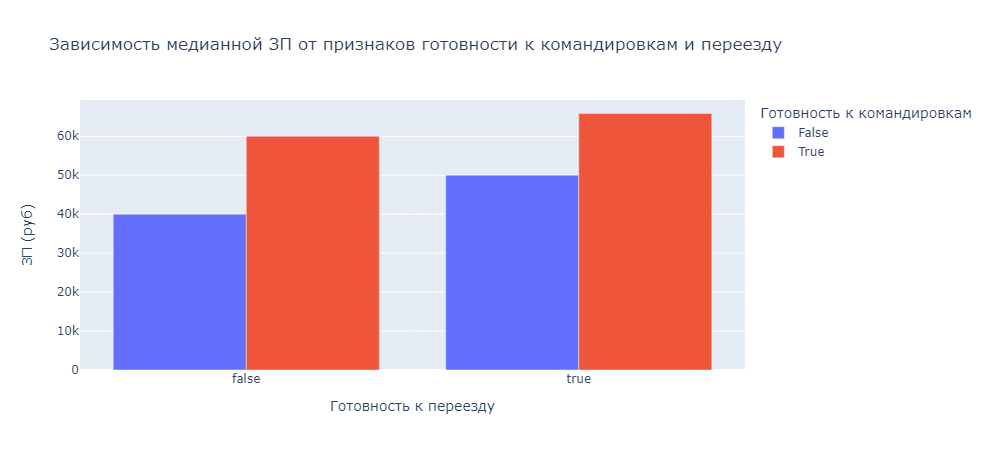 Зависимость медианной ЗП от признаков готовности к командировкам и переезду
Готовность к командировкам
False
True
ЗП (руб)
60k
50k
40k
30k
20k
10k
0
false
true
Готовность к переезду